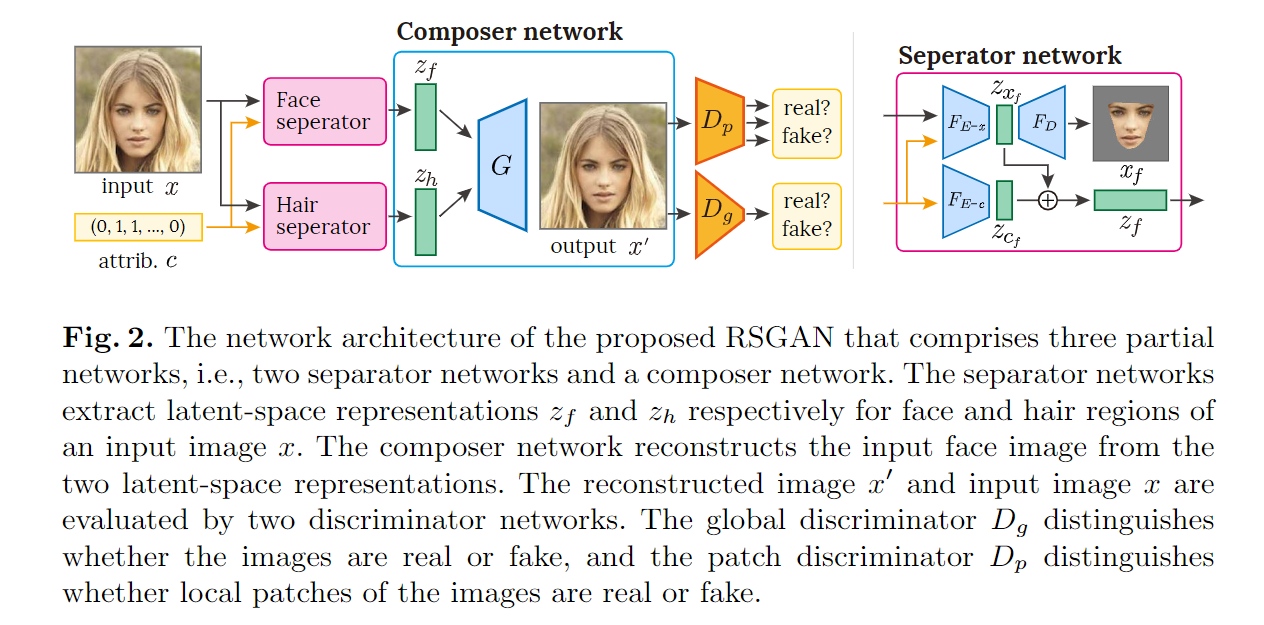 Composer network
Seperator network
input x
(0, 1, 1, ..., 0)
attrib. c
Face
seperator
Hair
seperator
z_f
z_h
G
output x′
D_p
real?
fake?
D_g
real?
fake?
F_{E-x}
z_{x_f}
F_D
x_f
F_{E-c}
z_{c_f}
+
z_f
Fig. 2. The network architecture of the proposed RSGAN that comprises three partial
networks, i.e., two separator networks and a composer network. The separator networks
extract latent-space representations z_f and z_h respectively for face and hair regions of
an input image x. The composer network reconstructs the input face image from the
two latent-space representations. The reconstructed image x′ and input image x are
evaluated by two discriminator networks. The global discriminator D_g distinguishes
whether the images are real or fake, and the patch discriminator D_p distinguishes
whether local patches of the images are real or fake.